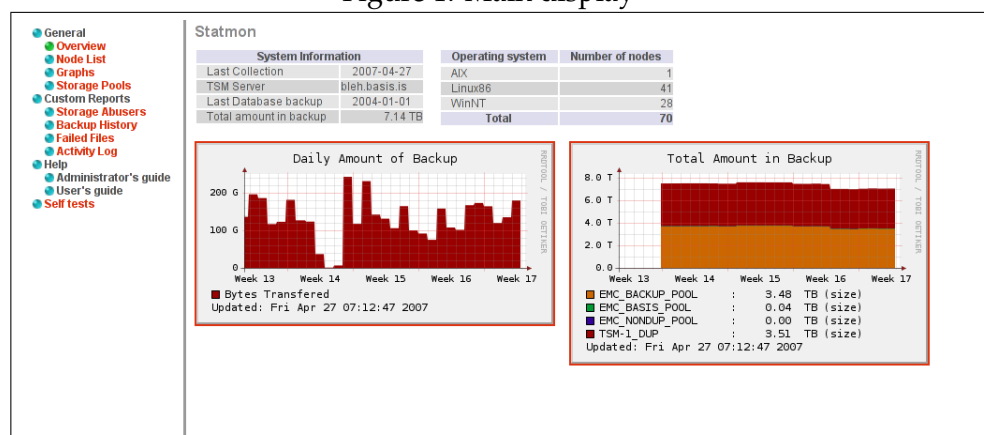 Figure 1: Main display
General
Overview
Node List
Graphs
Storage Pools
Custom Reports
Storage Abusers
Backup History
Failed Files
Activity Log
Help
Administrator's guide
User's guide
Self tests
Statmon
System Information
Last Collection 2007-04-27
TSM Server bleh.basis.is
Last Database backup 2004-01-01
Total amount in backup 7.14 TB
Operating system Number of nodes
AIX 1
Linux86 41
WinNT 28
Total 70
Daily Amount of Backup
RRDTOOL / TOBI OETIKER
200 G
100 G
0
Week 13 Week 14 Week 15 Week 16 Week 17
Bytes Transfered
Updated: Fri Apr 27 07:12:47 2007
Total Amount in Backup
RRDTOOL / TOBI OETIKER
8.0 T
6.0 T
4.0 T
2.0 T
0.0
Week 13 Week 14 Week 15 Week 16 Week 17
EMC_BACKUP_POOL : 3.48 TB (size)
EMC_BASIS_POOL : 0.04 TB (size)
EMC_NONDUP_POOL : 0.00 TB (size)
TSM-1_DUP : 3.51 TB (size)
Updated: Fri Apr 27 07:12:47 2007